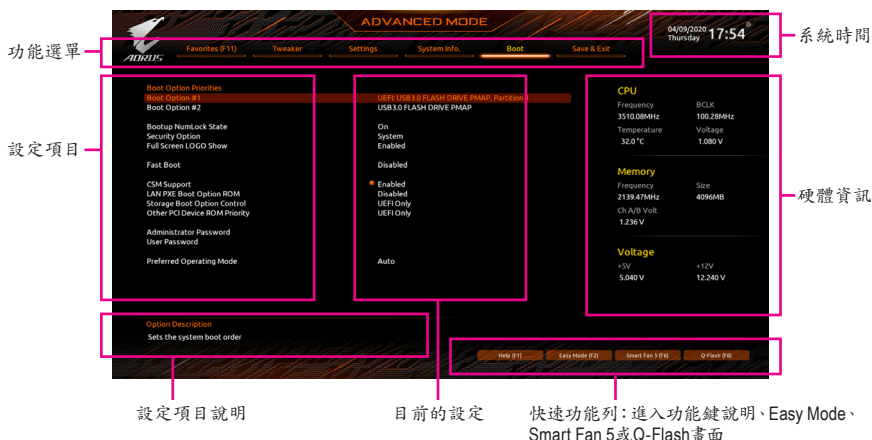 ADVANCED MODE
04/09/2020
Thursday 17:54
系統時間
AORUS
功能選單
Favorites (F11) Tweaker Settings System Info. Boot Save & Exit
Boot Option Priorities
Boot Option #1 UEFI: USB3.0 FLASH DRIVE PMAP, Partition 1
Boot Option #2 USB3.0 FLASH DRIVE PMAP
Bootup NumLock State On
Security Option System
Full Screen LOGO Show Enabled
Fast Boot Disabled
CSM Support Enabled
LAN PXE Boot Option ROM Disabled
Storage Boot Option Control UEFI Only
Other PCI Device ROM Priority UEFI Only
Administrator Password
User Password
Preferred Operating Mode Auto
設定項目
CPU
Frequency BCLK
3510.08MHz 100.28MHz
Temperature Voltage
32.0 °C 1.080 V
Memory
Frequency Size
2139.47MHz 4096MB
Ch A/B Volt
1.236 V
Voltage
+5V +12V
5.040 V 12.240 V
硬體資訊
Option Description
Sets the system boot order
Help (F1) Easy Mode (F2) Smart Fan 5 (F6) Q-Flash (F8)
設定項目說明
目前的設定
快速功能列：進入功能鍵說明、Easy Mode、
Smart Fan 5或Q-Flash畫面